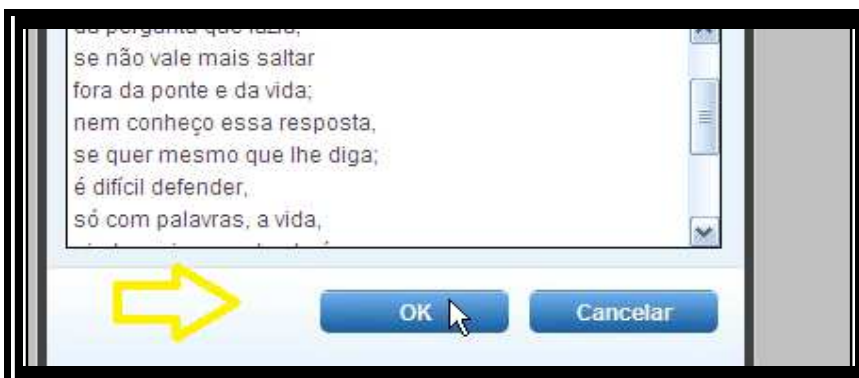 se não vale mais saltar
fora da ponte e da vida;
nem conheço essa resposta,
se quer mesmo que lhe diga;
é difícil defender,
só com palavras, a vida,
OK
Cancelar